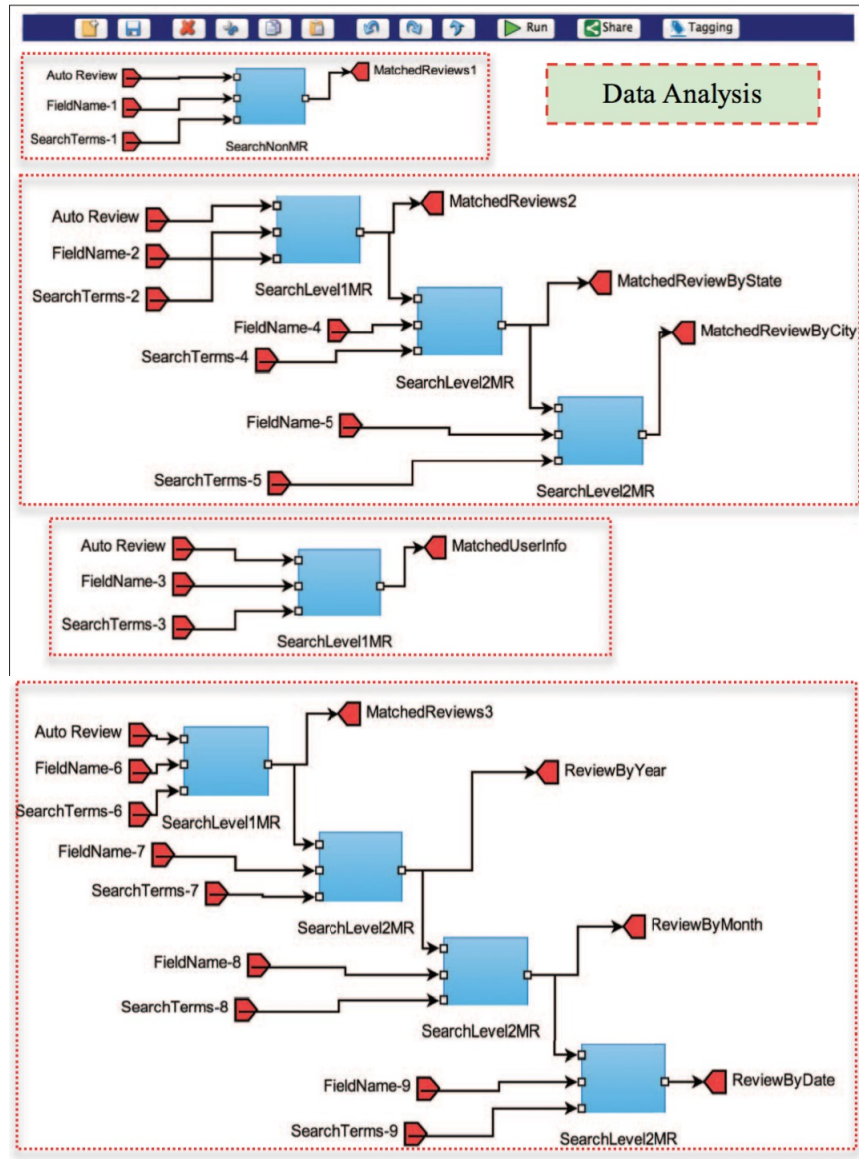 Run
Share
Tagging
Auto Review
MatchedReviews1
FieldName-1
SearchTerms-1
SearchNonMR
Data Analysis
Auto Review
MatchedReviews2
FieldName-2
SearchTerms-2
SearchLevel1MR
MatchedReviewByState
FieldName-4
SearchTerms-4
SearchLevel2MR
MatchedReviewByCity
FieldName-5
SearchTerms-5
SearchLevel2MR
Auto Review
MatchedUserInfo
FieldName-3
SearchTerms-3
SearchLevel1MR
Auto Review
MatchedReviews3
FieldName-6
SearchTerms-6
SearchLevel1MR
ReviewByYear
FieldName-7
SearchTerms-7
SearchLevel2MR
ReviewByMonth
FieldName-8
SearchTerms-8
SearchLevel2MR
FieldName-9
ReviewByDate
SearchTerms-9
SearchLevel2MR